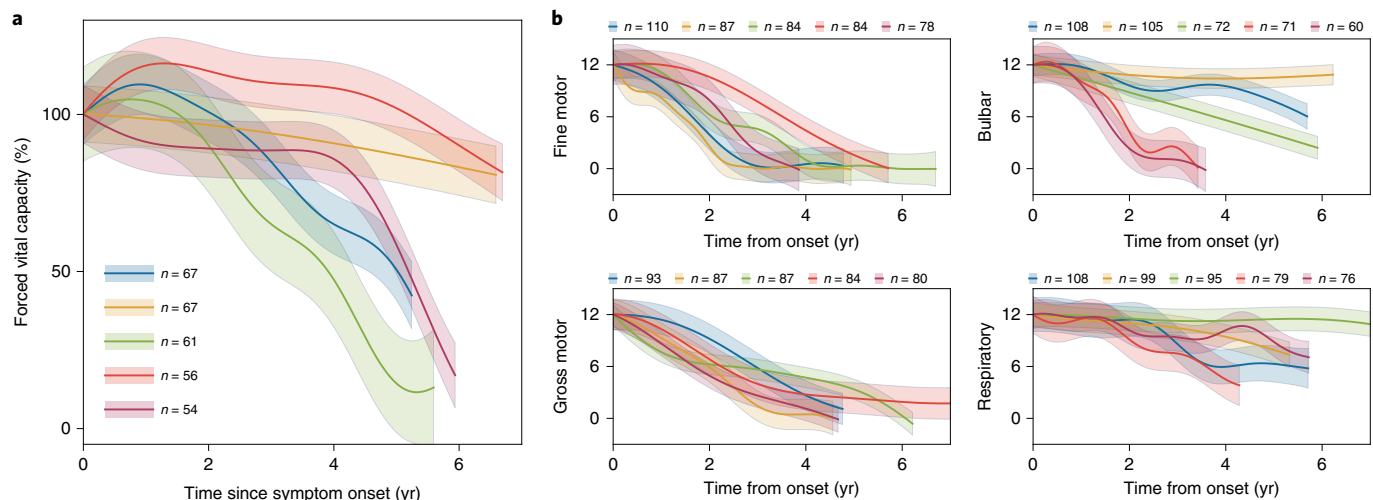 a
Forced vital capacity (%)
100
50
0
n = 67
n = 67
n = 61
n = 56
n = 54
0 2 4 6
Time since symptom onset (yr)
b
n = 110 n = 87 n = 84 n = 84 n = 78
Fine motor
12
6
0
0 2 4 6
Time from onset (yr)
n = 108 n = 105 n = 72 n = 71 n = 60
Bulbar
12
6
0
0 2 4 6
Time from onset (yr)
n = 93 n = 87 n = 87 n = 84 n = 80
Gross motor
12
6
0
0 2 4 6
Time from onset (yr)
n = 108 n = 99 n = 95 n = 79 n = 76
Respiratory
12
6
0
0 2 4 6
Time from onset (yr)